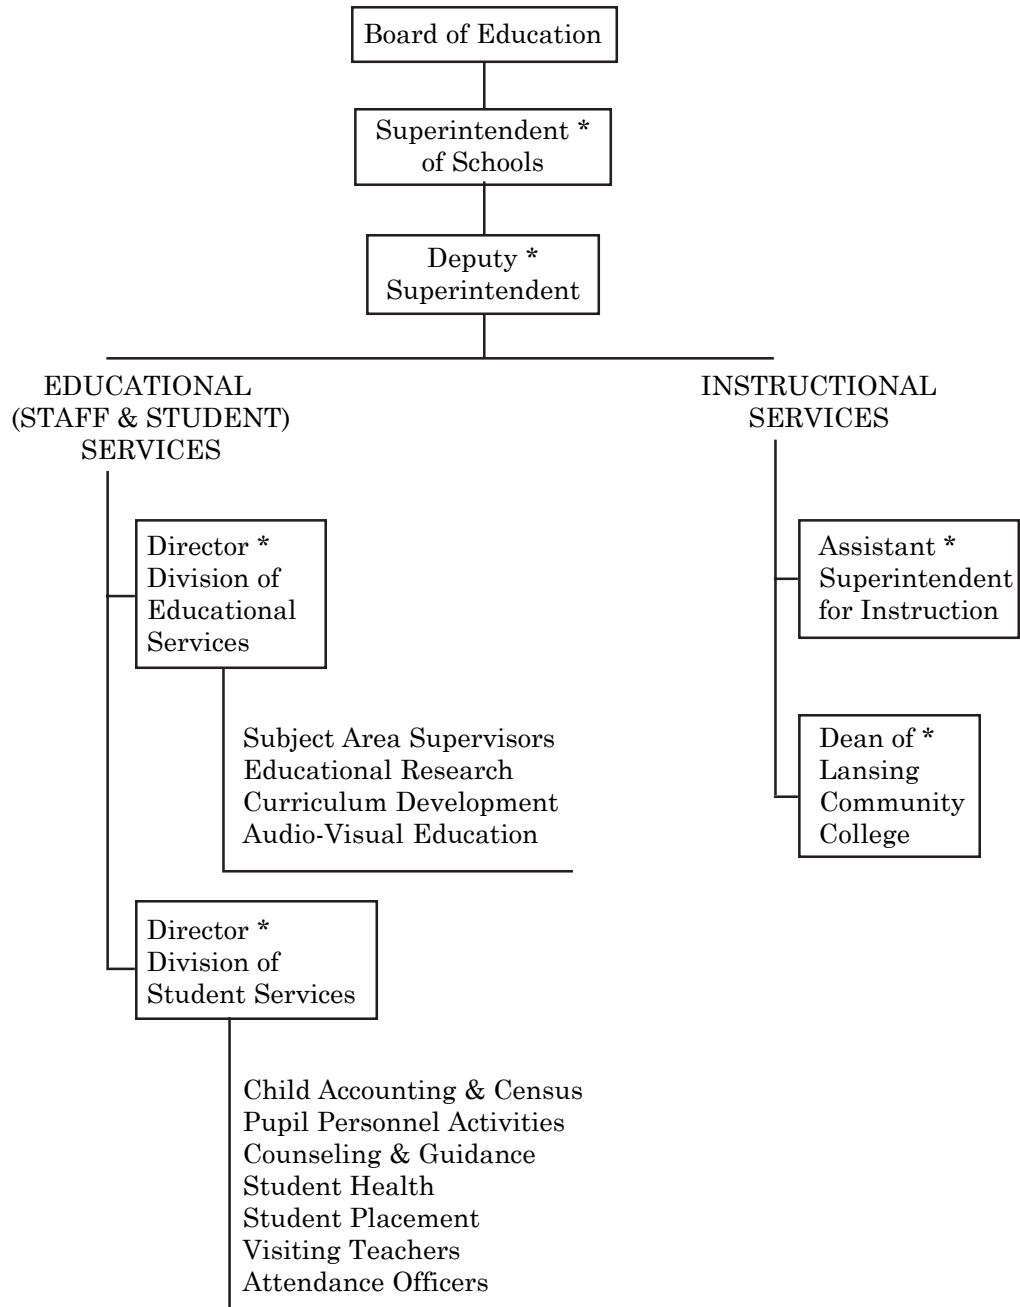 Board of Education
Superintendent *
of Schools
Deputy *
Superintendent
EDUCATIONAL
(STAFF & STUDENT)
SERVICES
INSTRUCTIONAL
SERVICES
Director *
Division of
Educational
Services
Assistant *
Superintendent
for Instruction
Subject Area Supervisors
Educational Research
Curriculum Development
Audio-Visual Education
Dean of *
Lansing
Community
College
Director *
Division of
Student Services
Child Accounting & Census
Pupil Personnel Activities
Counseling & Guidance
Student Health
Student Placement
Visiting Teachers
Attendance Officers